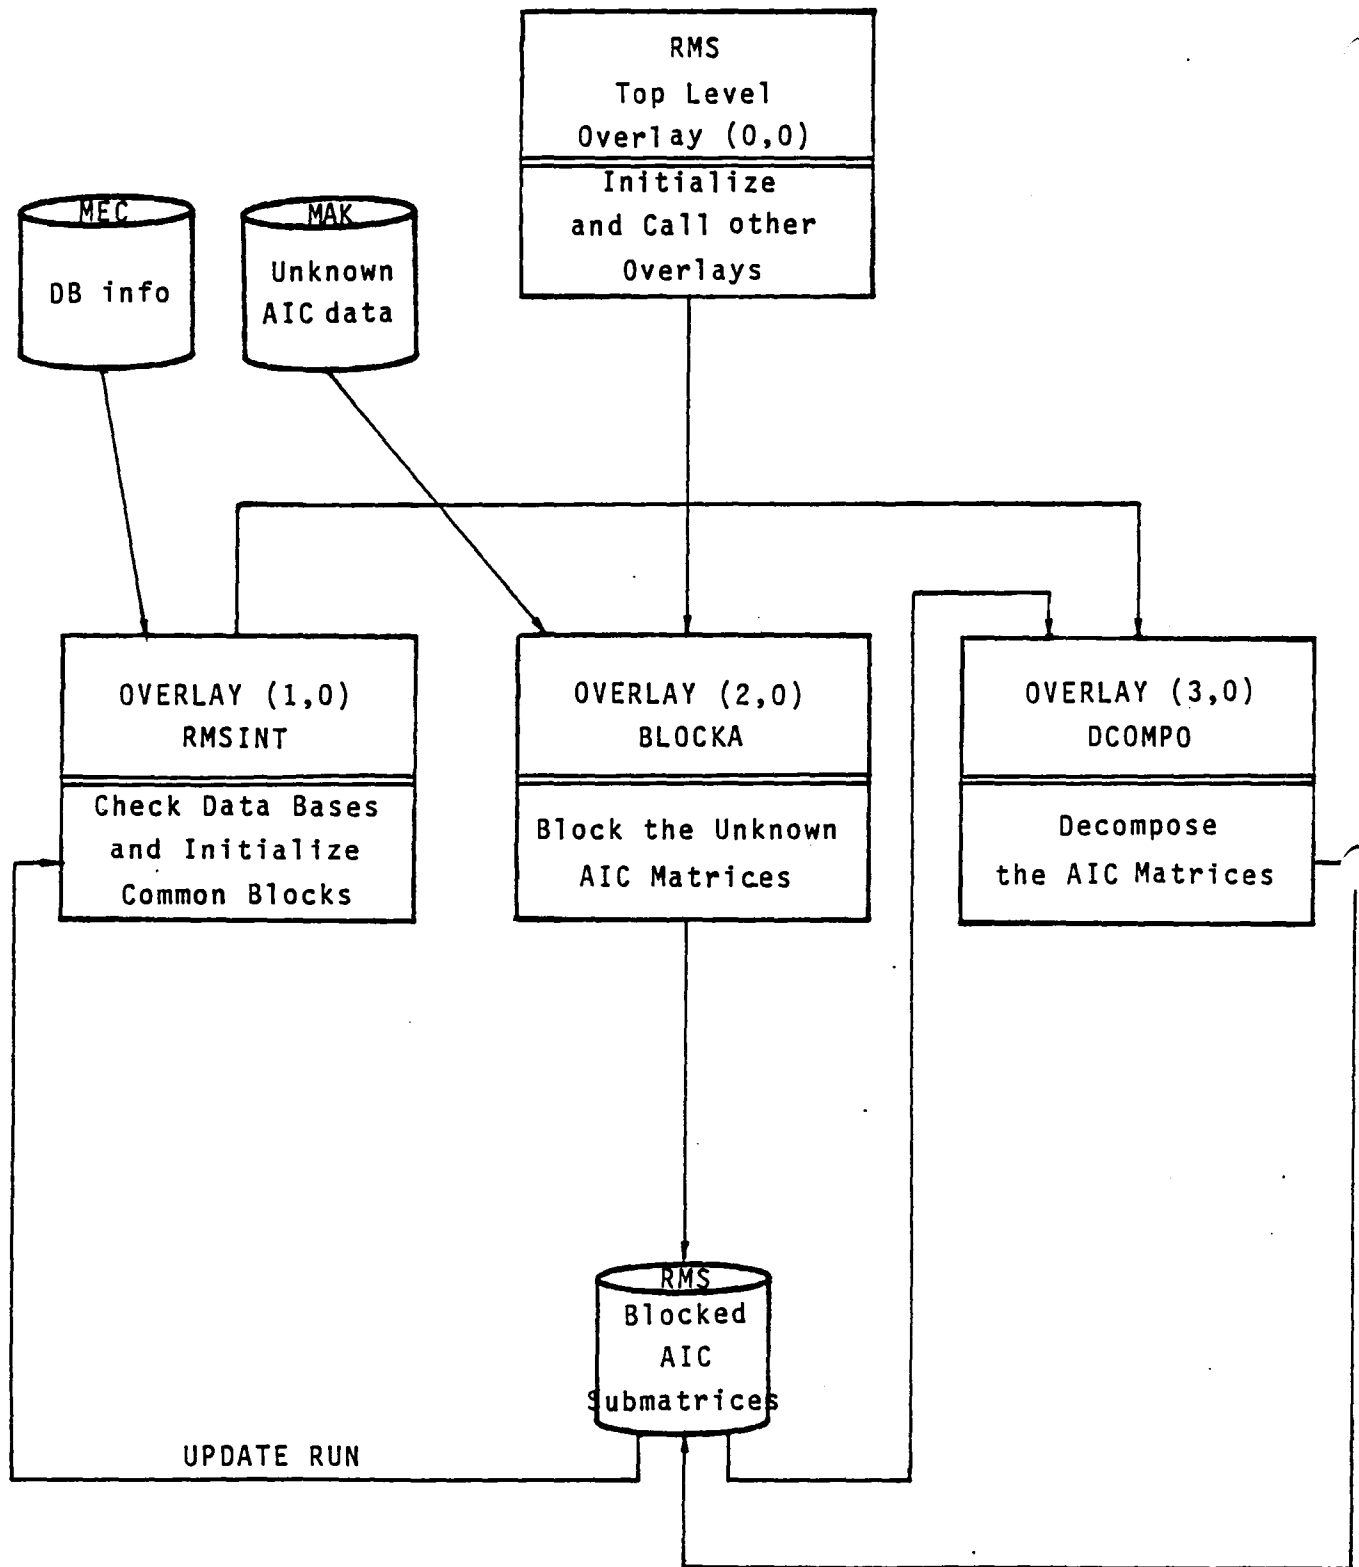 RMS
Top Level
Overlay (0,0)
Initialize
and Call other
Overlays
MEC
DB info
MAK
Unknown
AIC data
OVERLAY (1,0)
RMSINT
Check Data Bases
and Initialize
Common Blocks
OVERLAY (2,0)
BLOCKA
Block the Unknown
AIC Matrices
OVERLAY (3,0)
DCOMPO
Decompose
the AIC Matrices
RMS
Blocked
AIC
Submatrices
UPDATE RUN